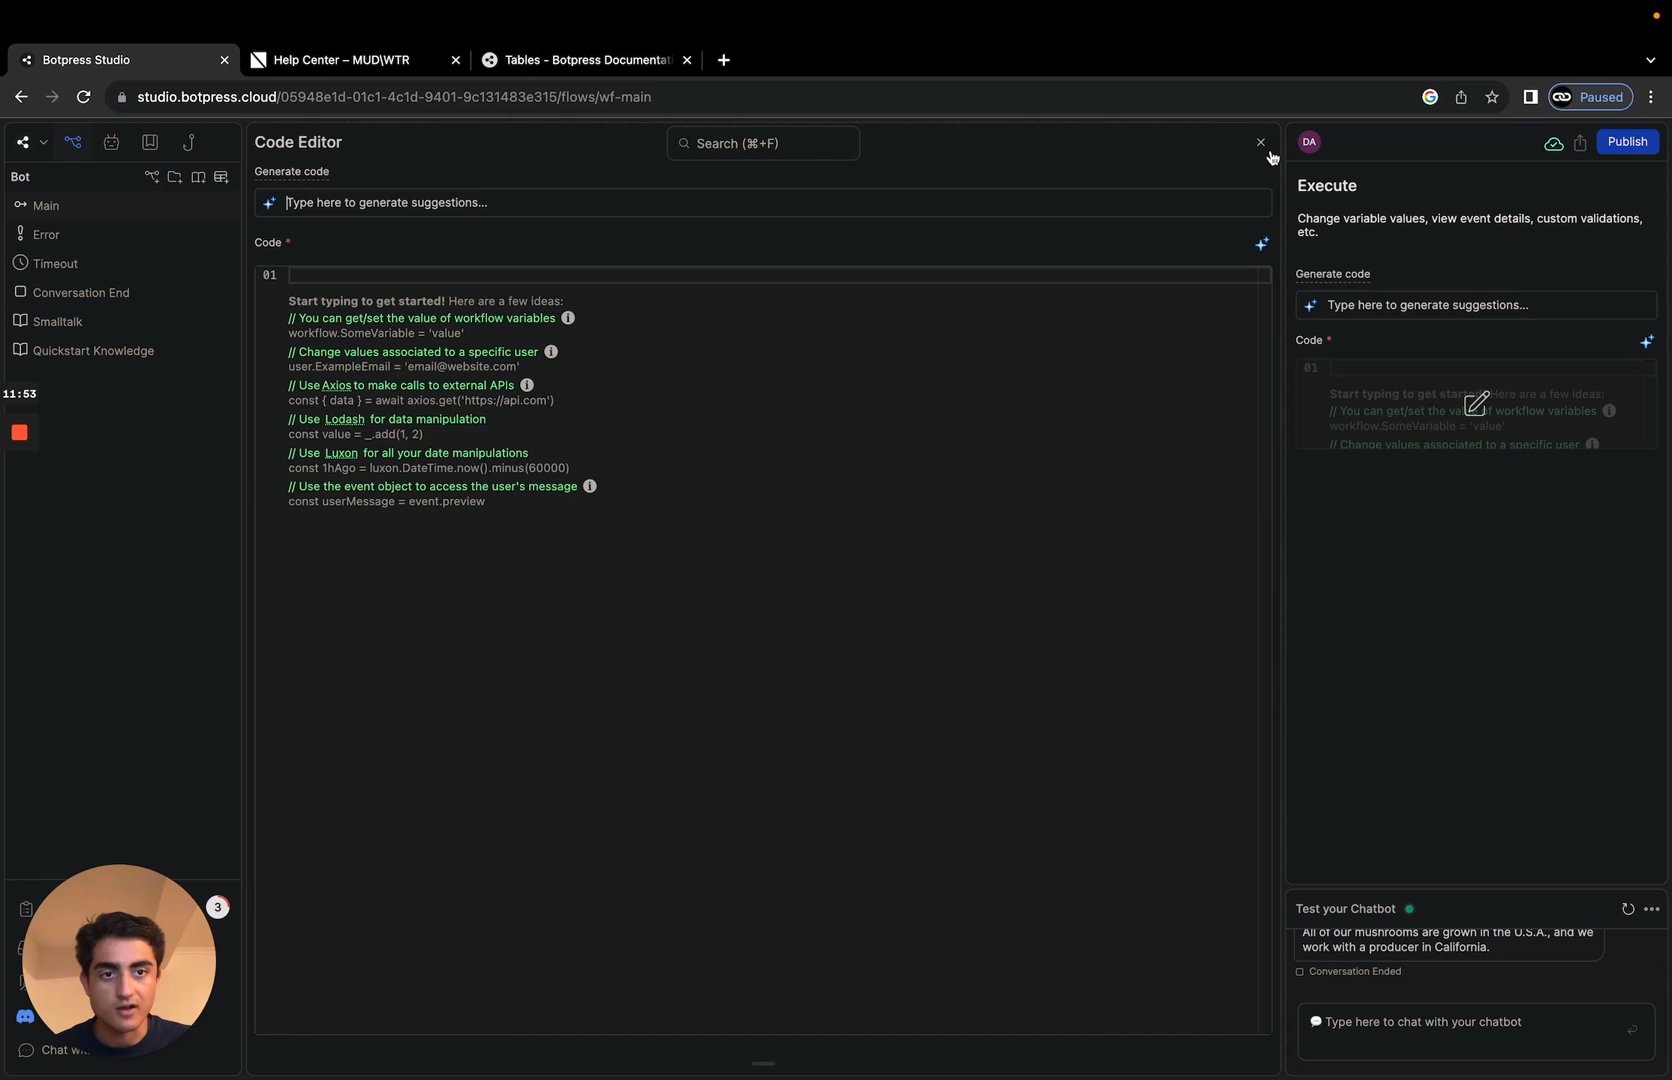 Botpress Studio
Help Center – MUD\WTR
Tables - Botpress Documentat
studio.botpress.cloud/05948e1d-01c1-4c1d-9401-9c131483e315/flows/wf-main
Paused
Code Editor
Search (⌘+F)
DA
Publish
Generate code
Type here to generate suggestions...
Code *
01
Start typing to get started! Here are a few ideas:
// You can get/set the value of workflow variables
workflow.SomeVariable = 'value'
// Change values associated to a specific user
user.ExampleEmail = 'email@website.com'
// Use Axios to make calls to external APIs
const { data } = await axios.get('https://api.com')
// Use Lodash for data manipulation
const value = _.add(1, 2)
// Use Luxon for all your date manipulations
const 1hAgo = luxon.DateTime.now().minus(60000)
// Use the event object to access the user's message
const userMessage = event.preview
Bot
Main
Error
Timeout
Conversation End
Smalltalk
Quickstart Knowledge
11:53
3
Chat
Execute
Change variable values, view event details, custom validations,
etc.
Generate code
Type here to generate suggestions...
Code *
01
Start typing to get started! Here are a few ideas:
// You can get/set the value of workflow variables
workflow.SomeVariable = 'value'
// Change values associated to a specific user
Test your Chatbot
All of our mushrooms are grown in the U.S.A., and we
work with a producer in California.
Conversation Ended
Type here to chat with your chatbot